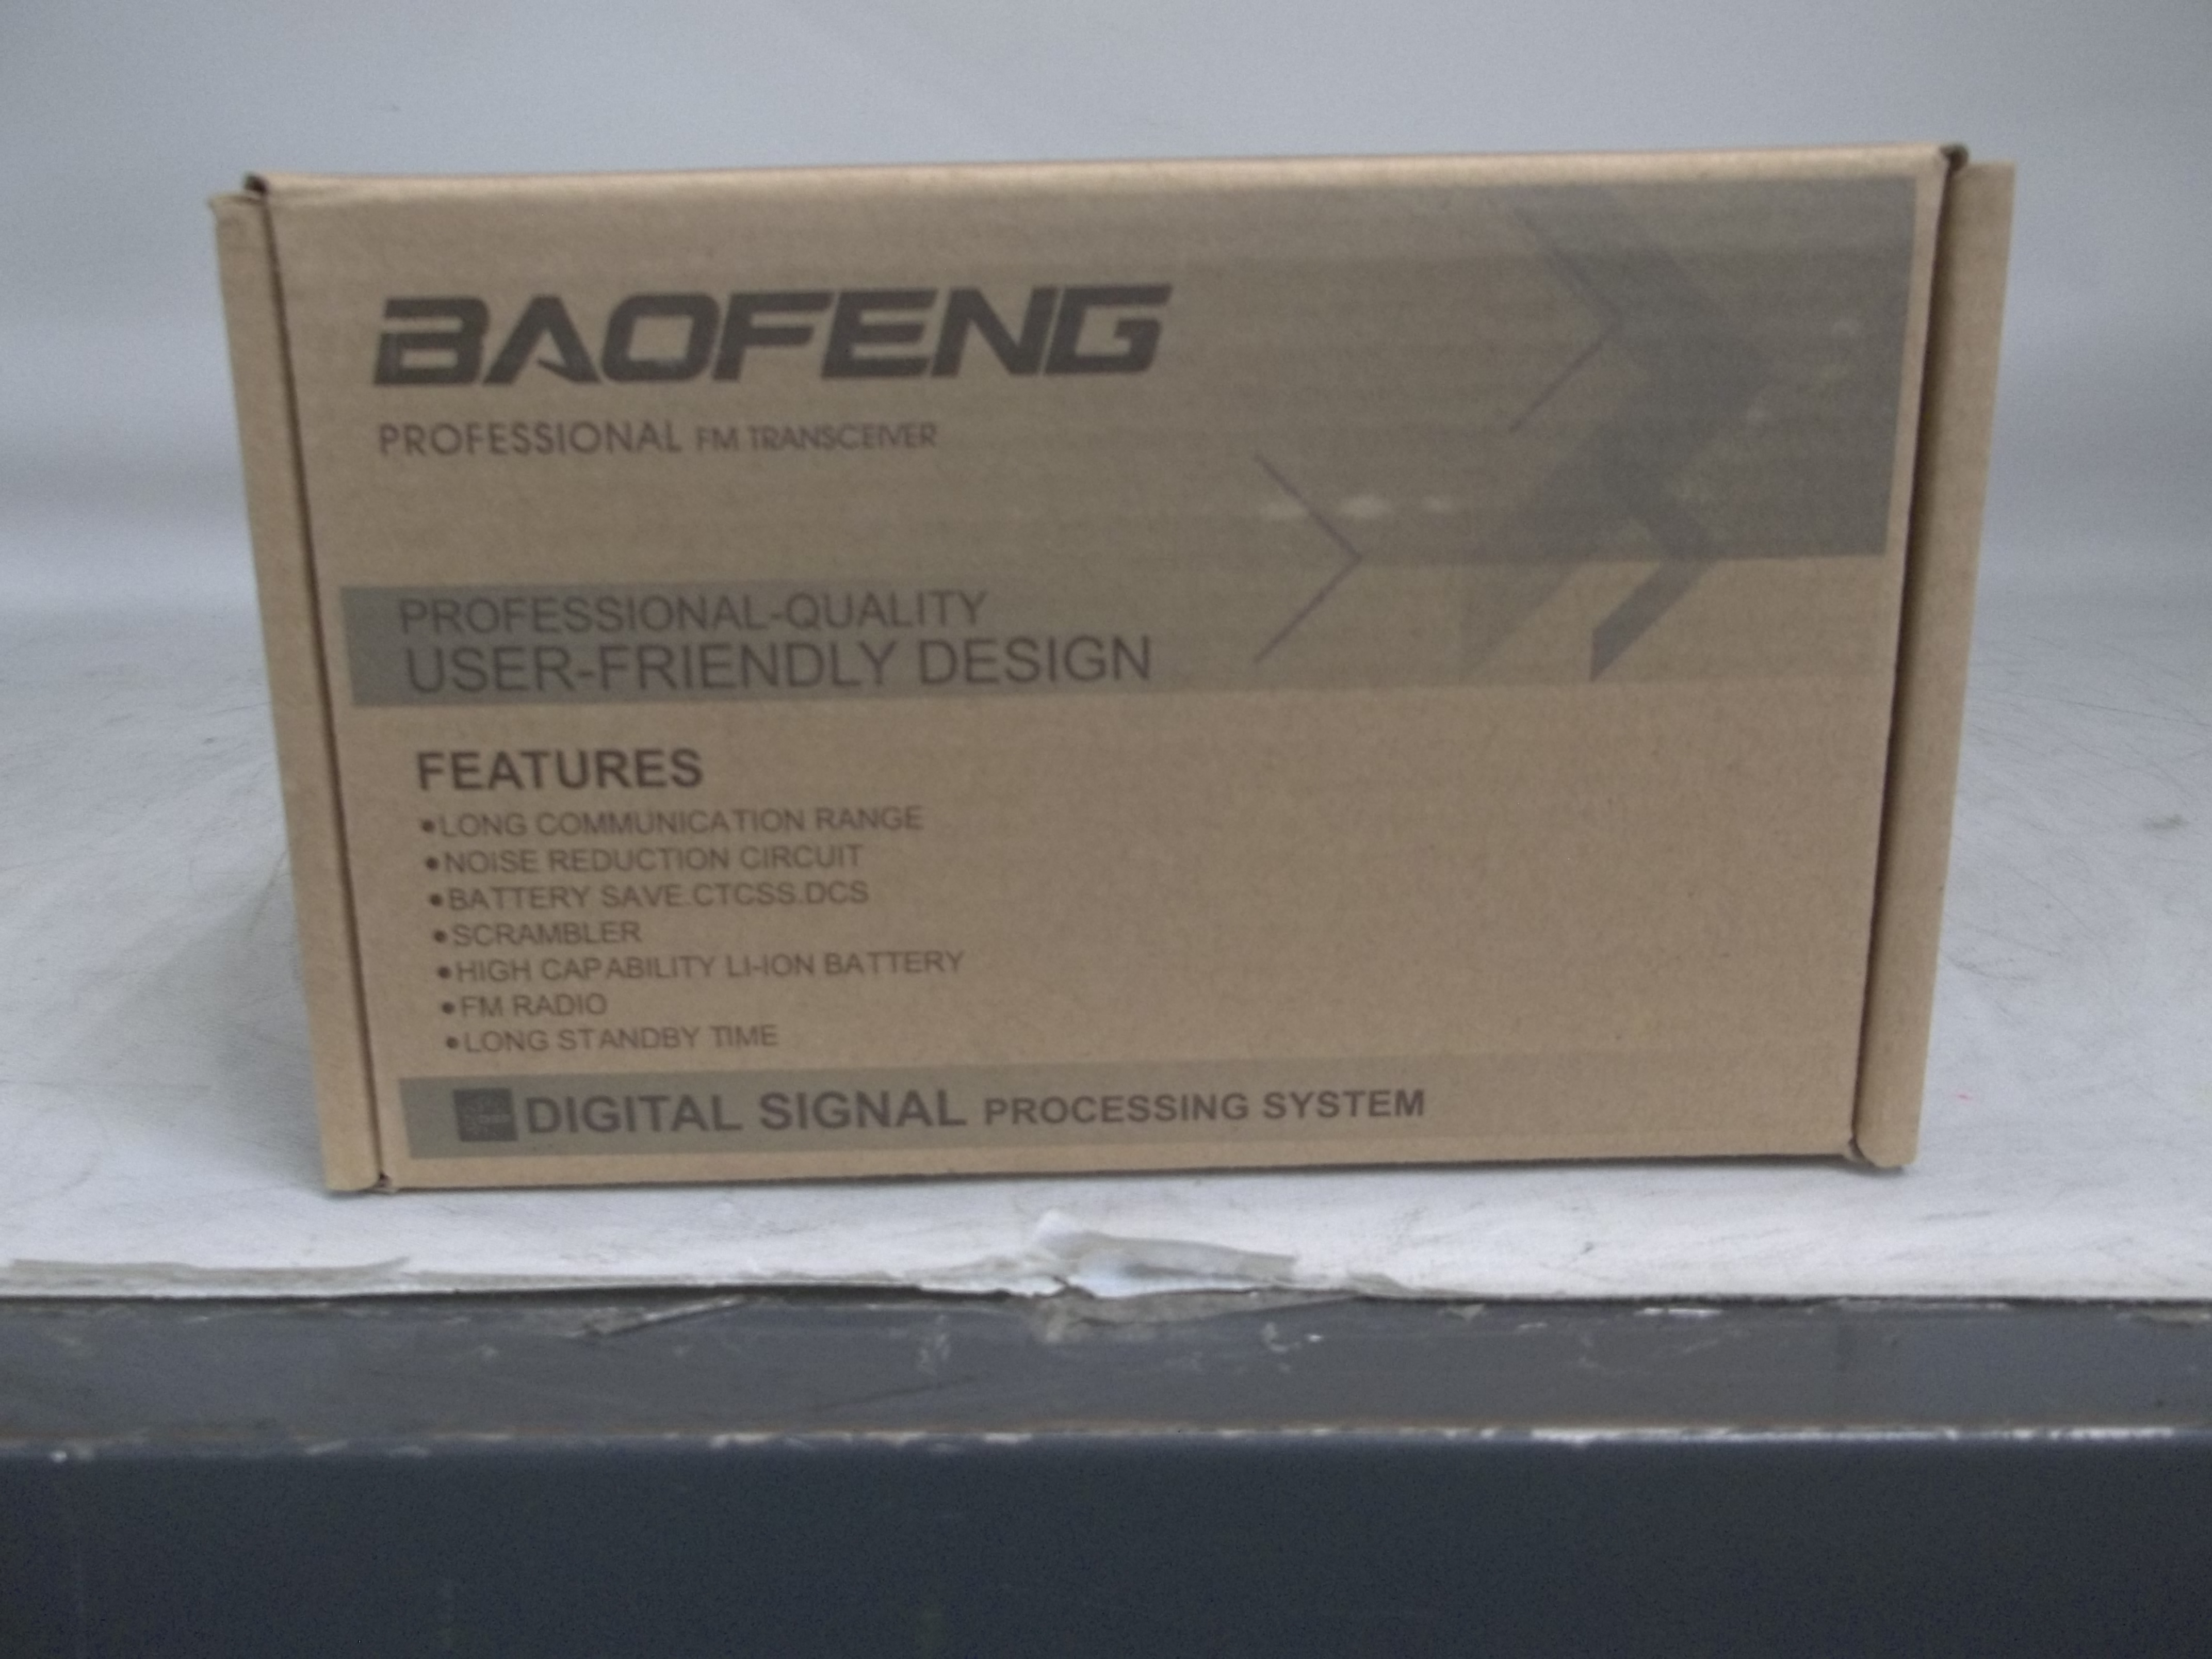 BAOFENG
PROFESSIONAL FM TRANSCEIVER
PROFESSIONAL-QUALITY
USER-FRIENDLY DESIGN
FEATURES
•LONG COMMUNICATION RANGE
•NOISE REDUCTION CIRCUIT
•BATTERY SAVE.CTCSS.DCS
•SCRAMBLER
•HIGH CAPABILITY LI-ION BATTERY
•FM RADIO
•LONG STANDBY TIME
DIGITAL SIGNAL PROCESSING SYSTEM